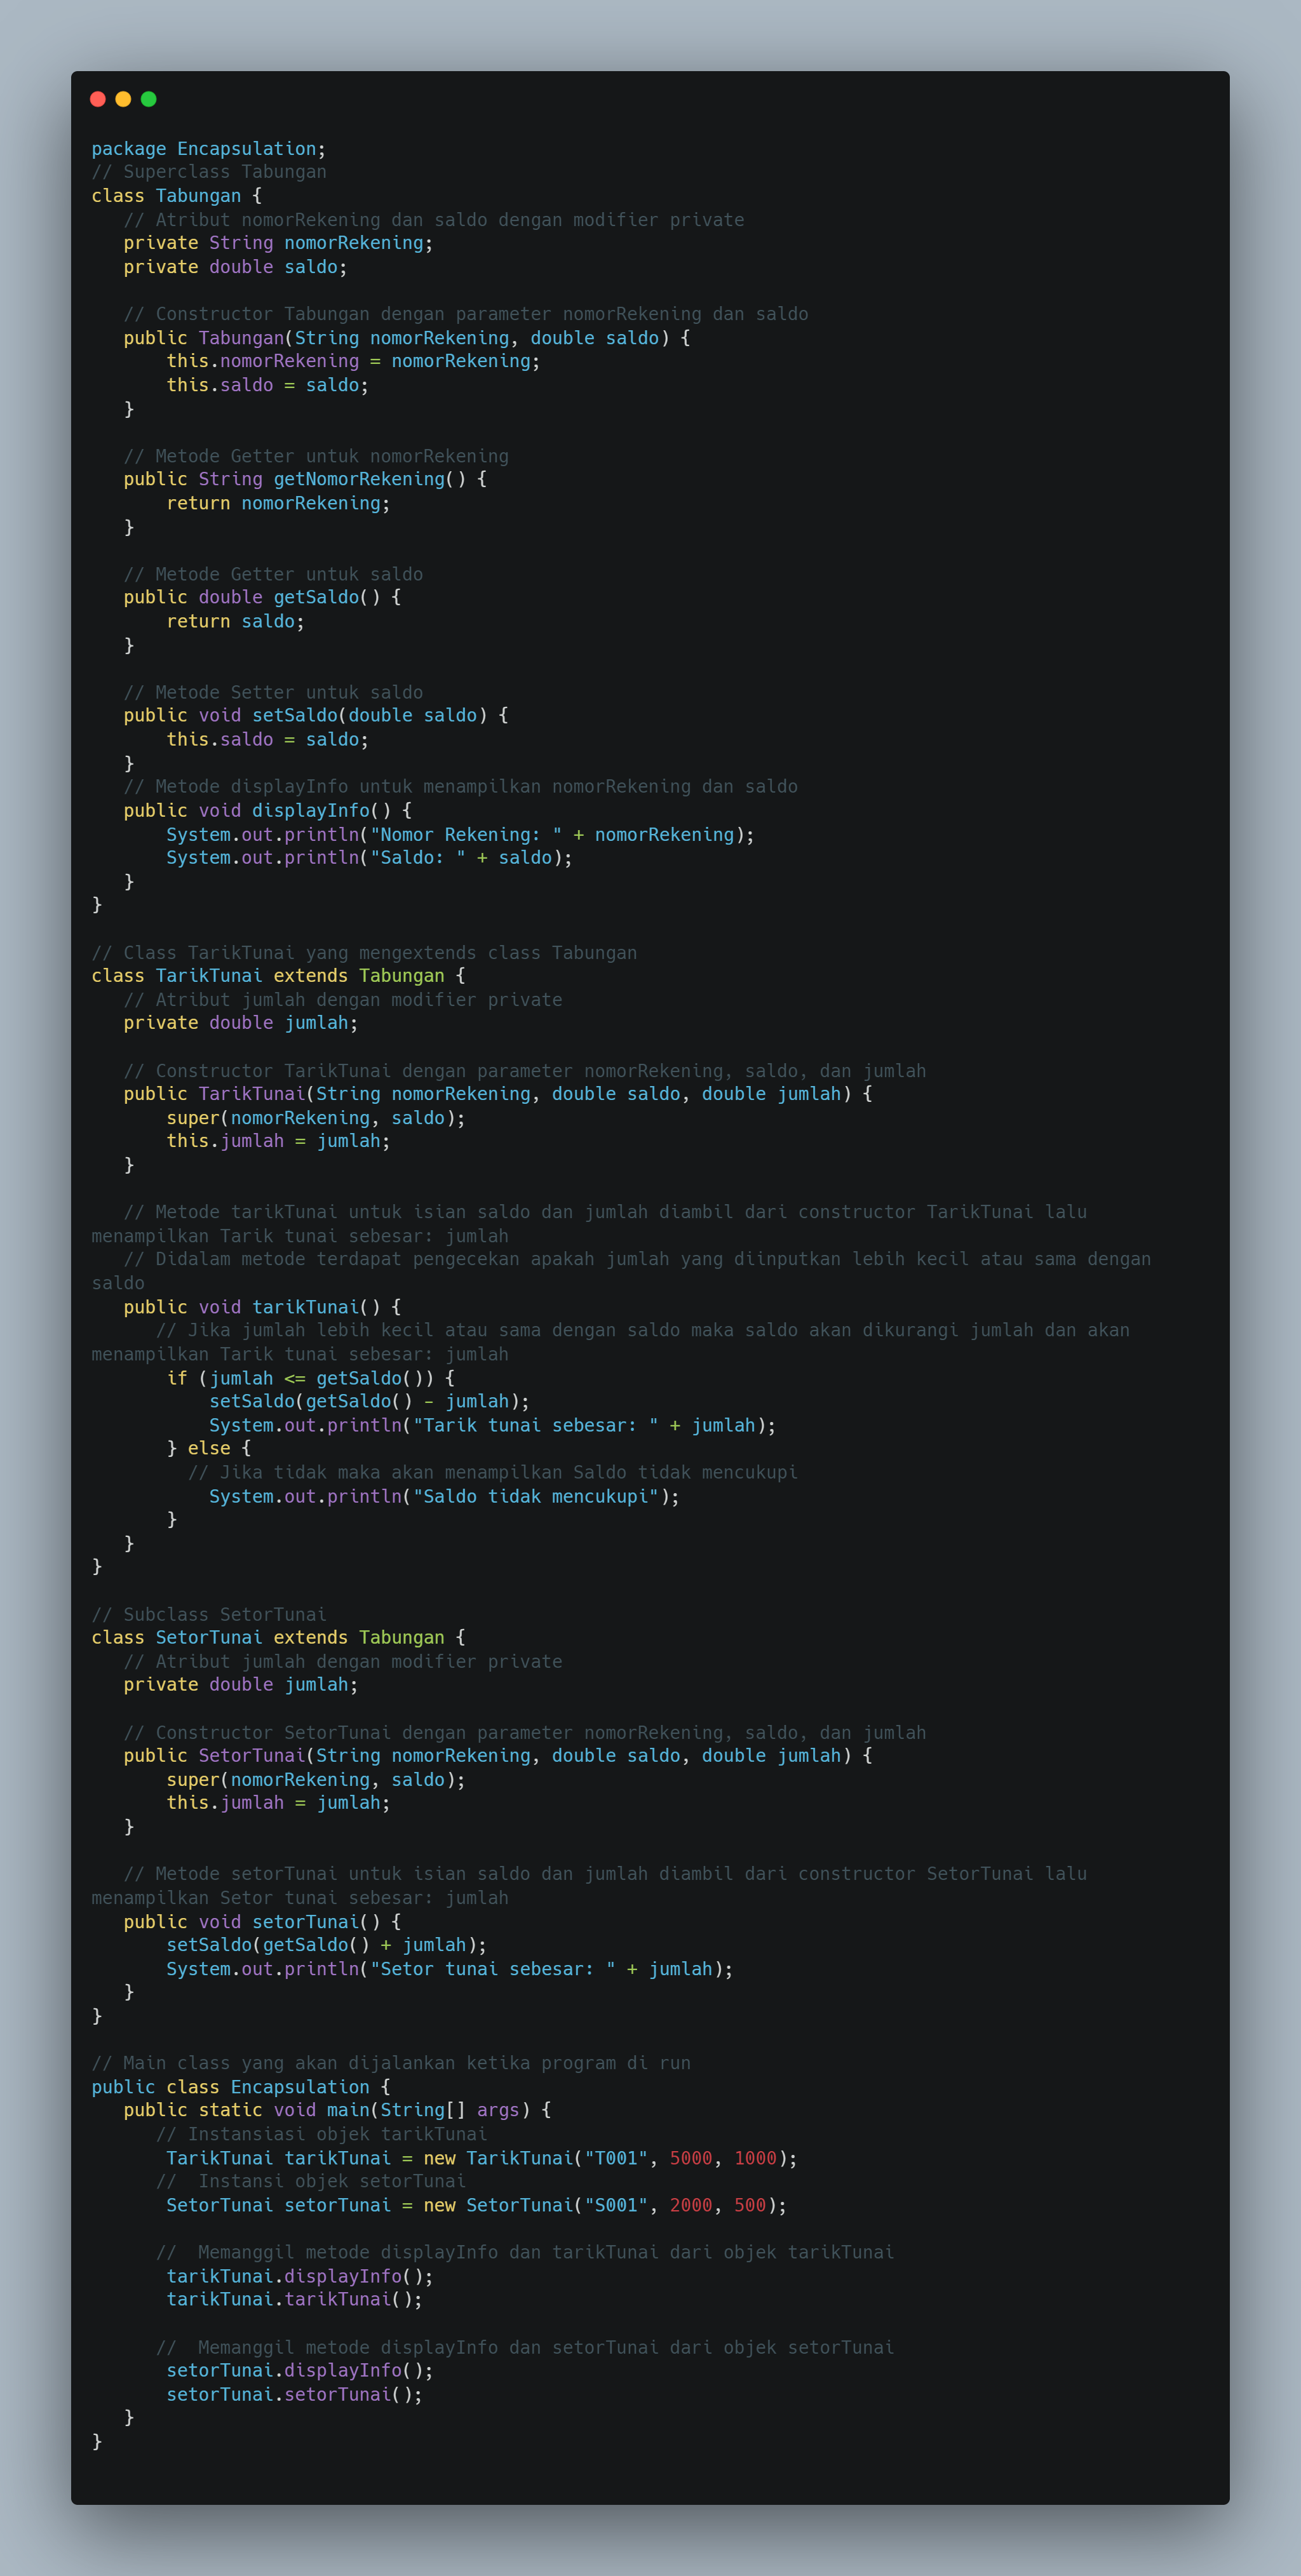 package Encapsulation;
// Superclass Tabungan
class Tabungan {
   // Atribut nomorRekening dan saldo dengan modifier private
   private String nomorRekening;
   private double saldo;

   // Constructor Tabungan dengan parameter nomorRekening dan saldo
   public Tabungan(String nomorRekening, double saldo) {
       this.nomorRekening = nomorRekening;
       this.saldo = saldo;
   }

   // Metode Getter untuk nomorRekening
   public String getNomorRekening() {
       return nomorRekening;
   }

   // Metode Getter untuk saldo
   public double getSaldo() {
       return saldo;
   }

   // Metode Setter untuk saldo
   public void setSaldo(double saldo) {
       this.saldo = saldo;
   }
   // Metode displayInfo untuk menampilkan nomorRekening dan saldo
   public void displayInfo() {
       System.out.println("Nomor Rekening: " + nomorRekening);
       System.out.println("Saldo: " + saldo);
   }
}

// Class TarikTunai yang mengextends class Tabungan
class TarikTunai extends Tabungan {
   // Atribut jumlah dengan modifier private
   private double jumlah;

   // Constructor TarikTunai dengan parameter nomorRekening, saldo, dan jumlah
   public TarikTunai(String nomorRekening, double saldo, double jumlah) {
       super(nomorRekening, saldo);
       this.jumlah = jumlah;
   }

   // Metode tarikTunai untuk isian saldo dan jumlah diambil dari constructor TarikTunai lalu
menampilkan Tarik tunai sebesar: jumlah
   // Didalam metode terdapat pengecekan apakah jumlah yang diinputkan lebih kecil atau sama dengan
saldo
   public void tarikTunai() {
      // Jika jumlah lebih kecil atau sama dengan saldo maka saldo akan dikurangi jumlah dan akan
menampilkan Tarik tunai sebesar: jumlah
       if (jumlah <= getSaldo()) {
           setSaldo(getSaldo() - jumlah);
           System.out.println("Tarik tunai sebesar: " + jumlah);
       } else {
         // Jika tidak maka akan menampilkan Saldo tidak mencukupi
           System.out.println("Saldo tidak mencukupi");
       }
   }
}

// Subclass SetorTunai
class SetorTunai extends Tabungan {
   // Atribut jumlah dengan modifier private
   private double jumlah;

   // Constructor SetorTunai dengan parameter nomorRekening, saldo, dan jumlah
   public SetorTunai(String nomorRekening, double saldo, double jumlah) {
       super(nomorRekening, saldo);
       this.jumlah = jumlah;
   }

   // Metode setorTunai untuk isian saldo dan jumlah diambil dari constructor SetorTunai lalu
menampilkan Setor tunai sebesar: jumlah
   public void setorTunai() {
       setSaldo(getSaldo() + jumlah);
       System.out.println("Setor tunai sebesar: " + jumlah);
   }
}

// Main class yang akan dijalankan ketika program di run
public class Encapsulation {
   public static void main(String[] args) {
      // Instansiasi objek tarikTunai
       TarikTunai tarikTunai = new TarikTunai("T001", 5000, 1000);
      //  Instansi objek setorTunai
       SetorTunai setorTunai = new SetorTunai("S001", 2000, 500);

      //  Memanggil metode displayInfo dan tarikTunai dari objek tarikTunai
       tarikTunai.displayInfo();
       tarikTunai.tarikTunai();

      //  Memanggil metode displayInfo dan setorTunai dari objek setorTunai
       setorTunai.displayInfo();
       setorTunai.setorTunai();
   }
}